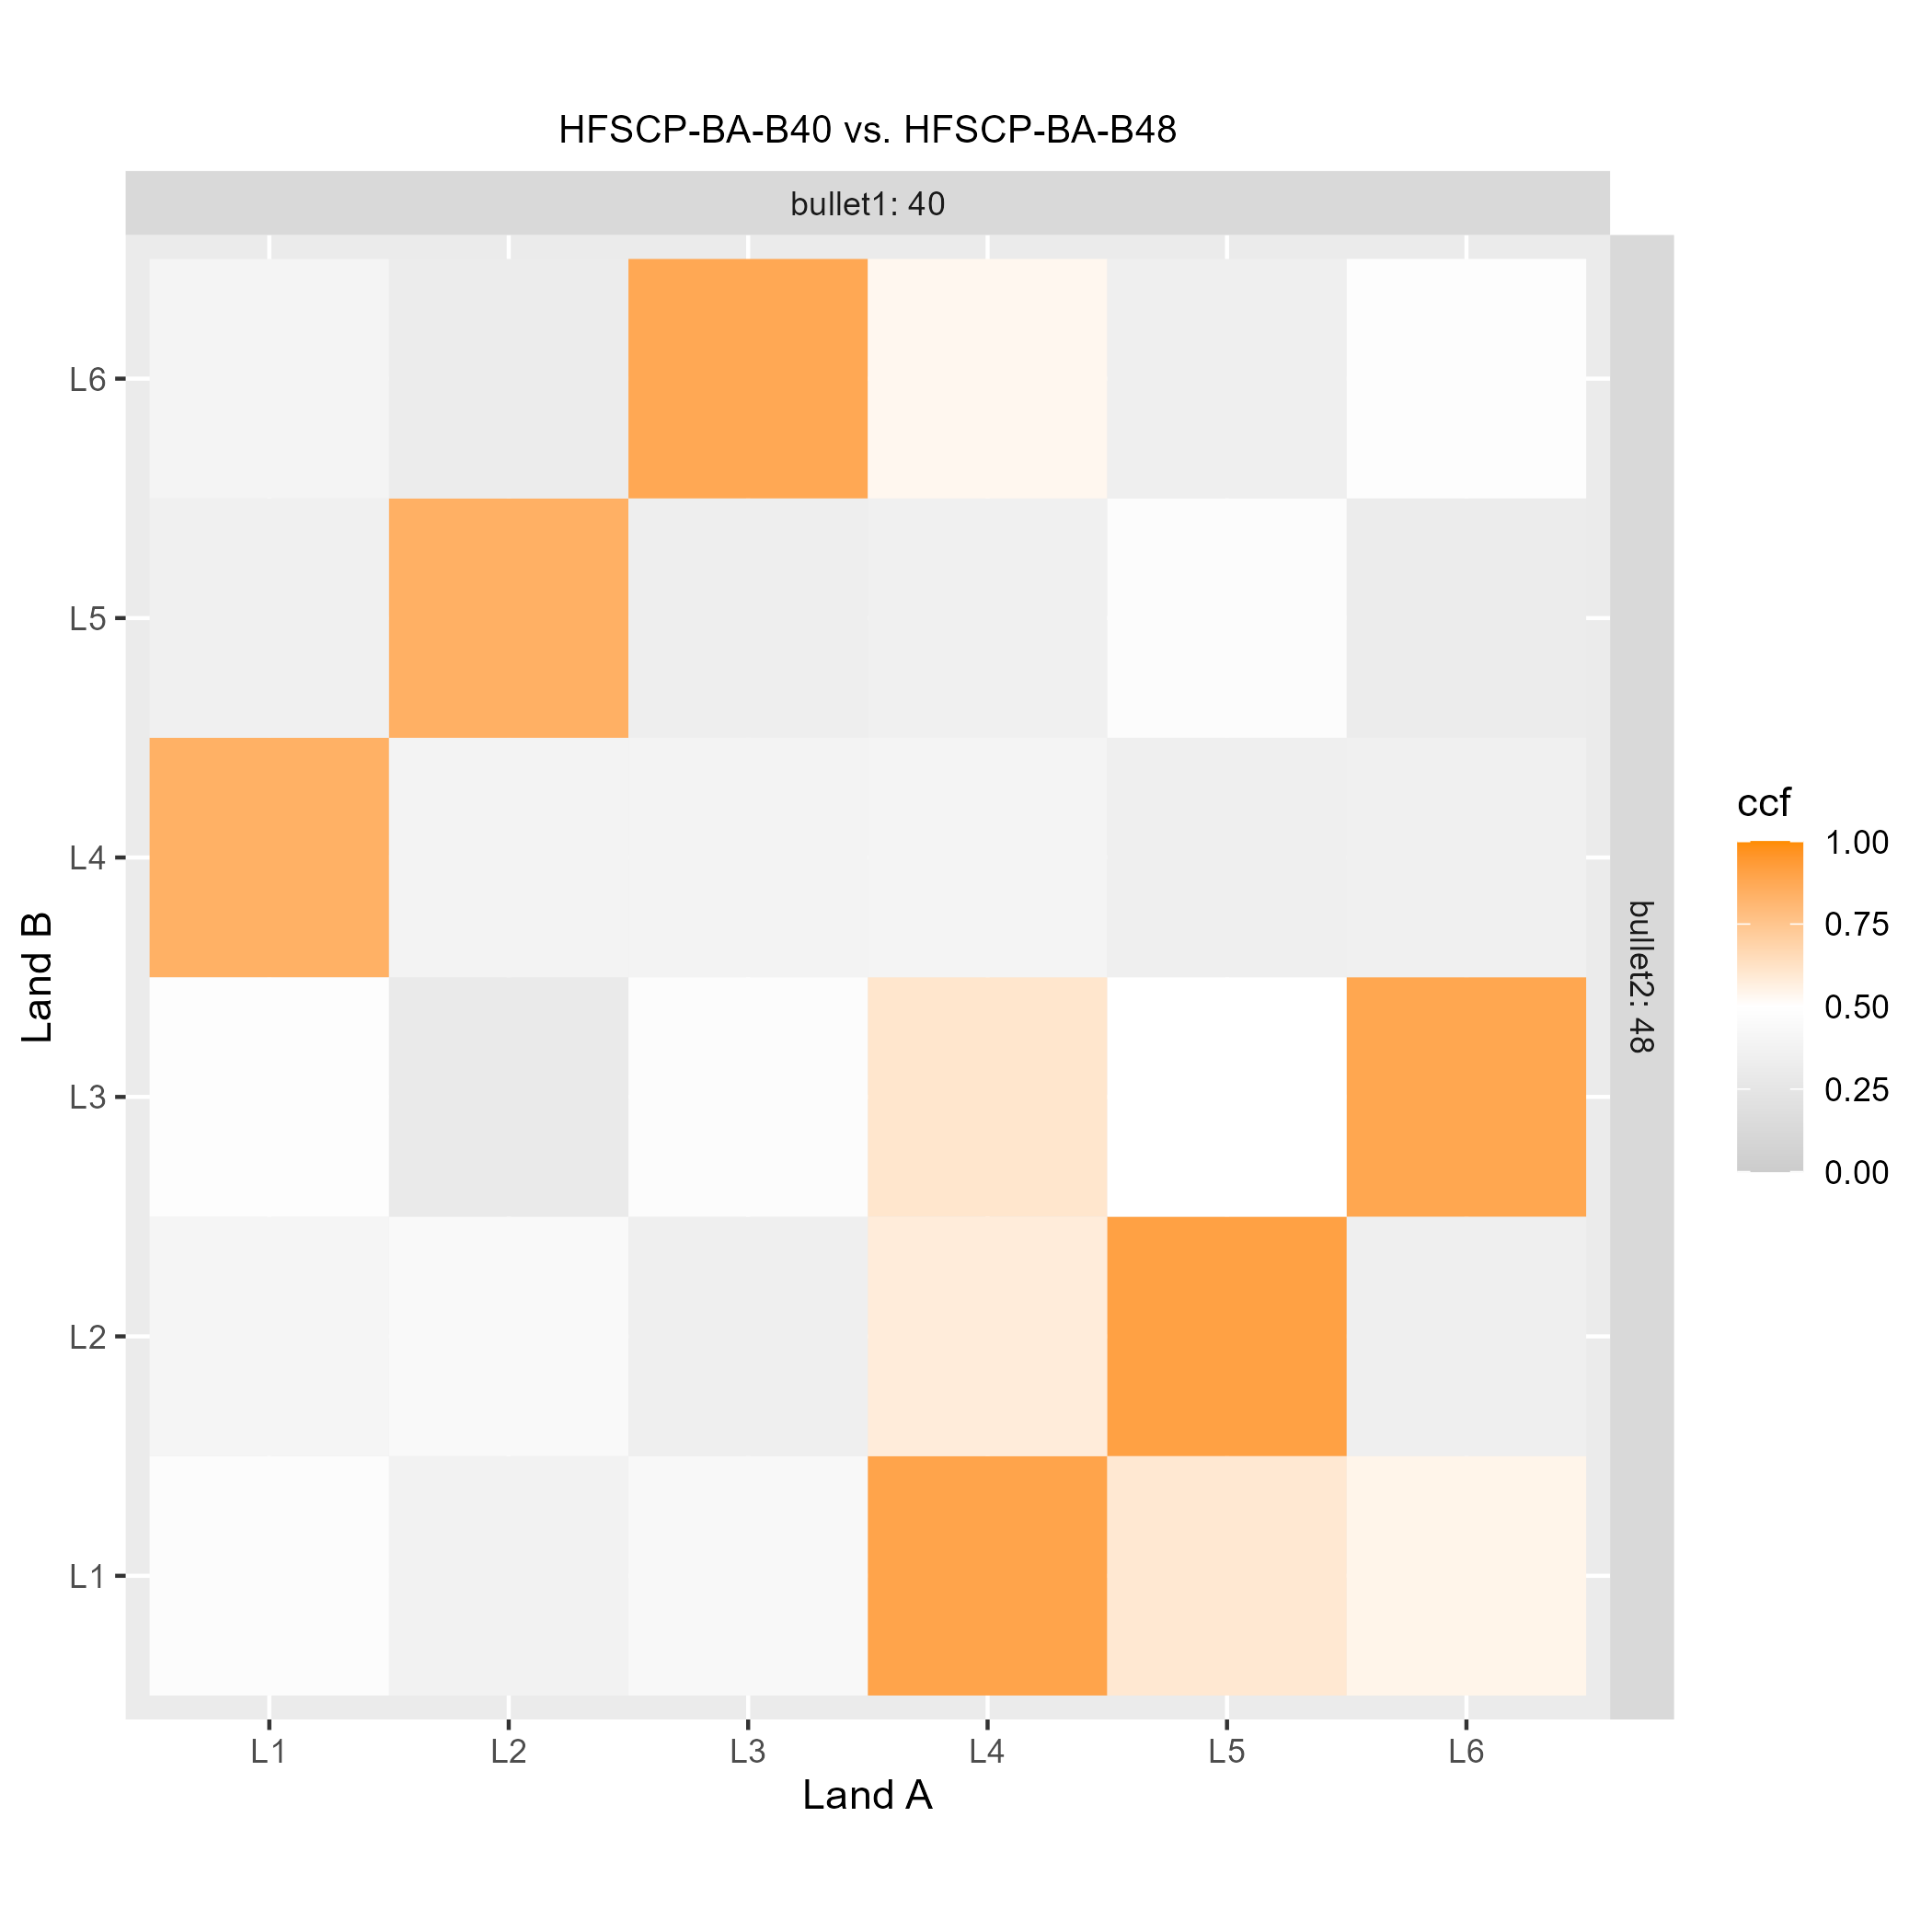 HFSCP-BA-B40 vs. HFSCP-BA-B48
bullet1: 40
L6
L5
L4
L3
L2
L1
Land B
bullet2: 48
ccf
1.00
0.75
0.50
0.25
0.00
L1 L2 L3 L4 L5 L6
Land A